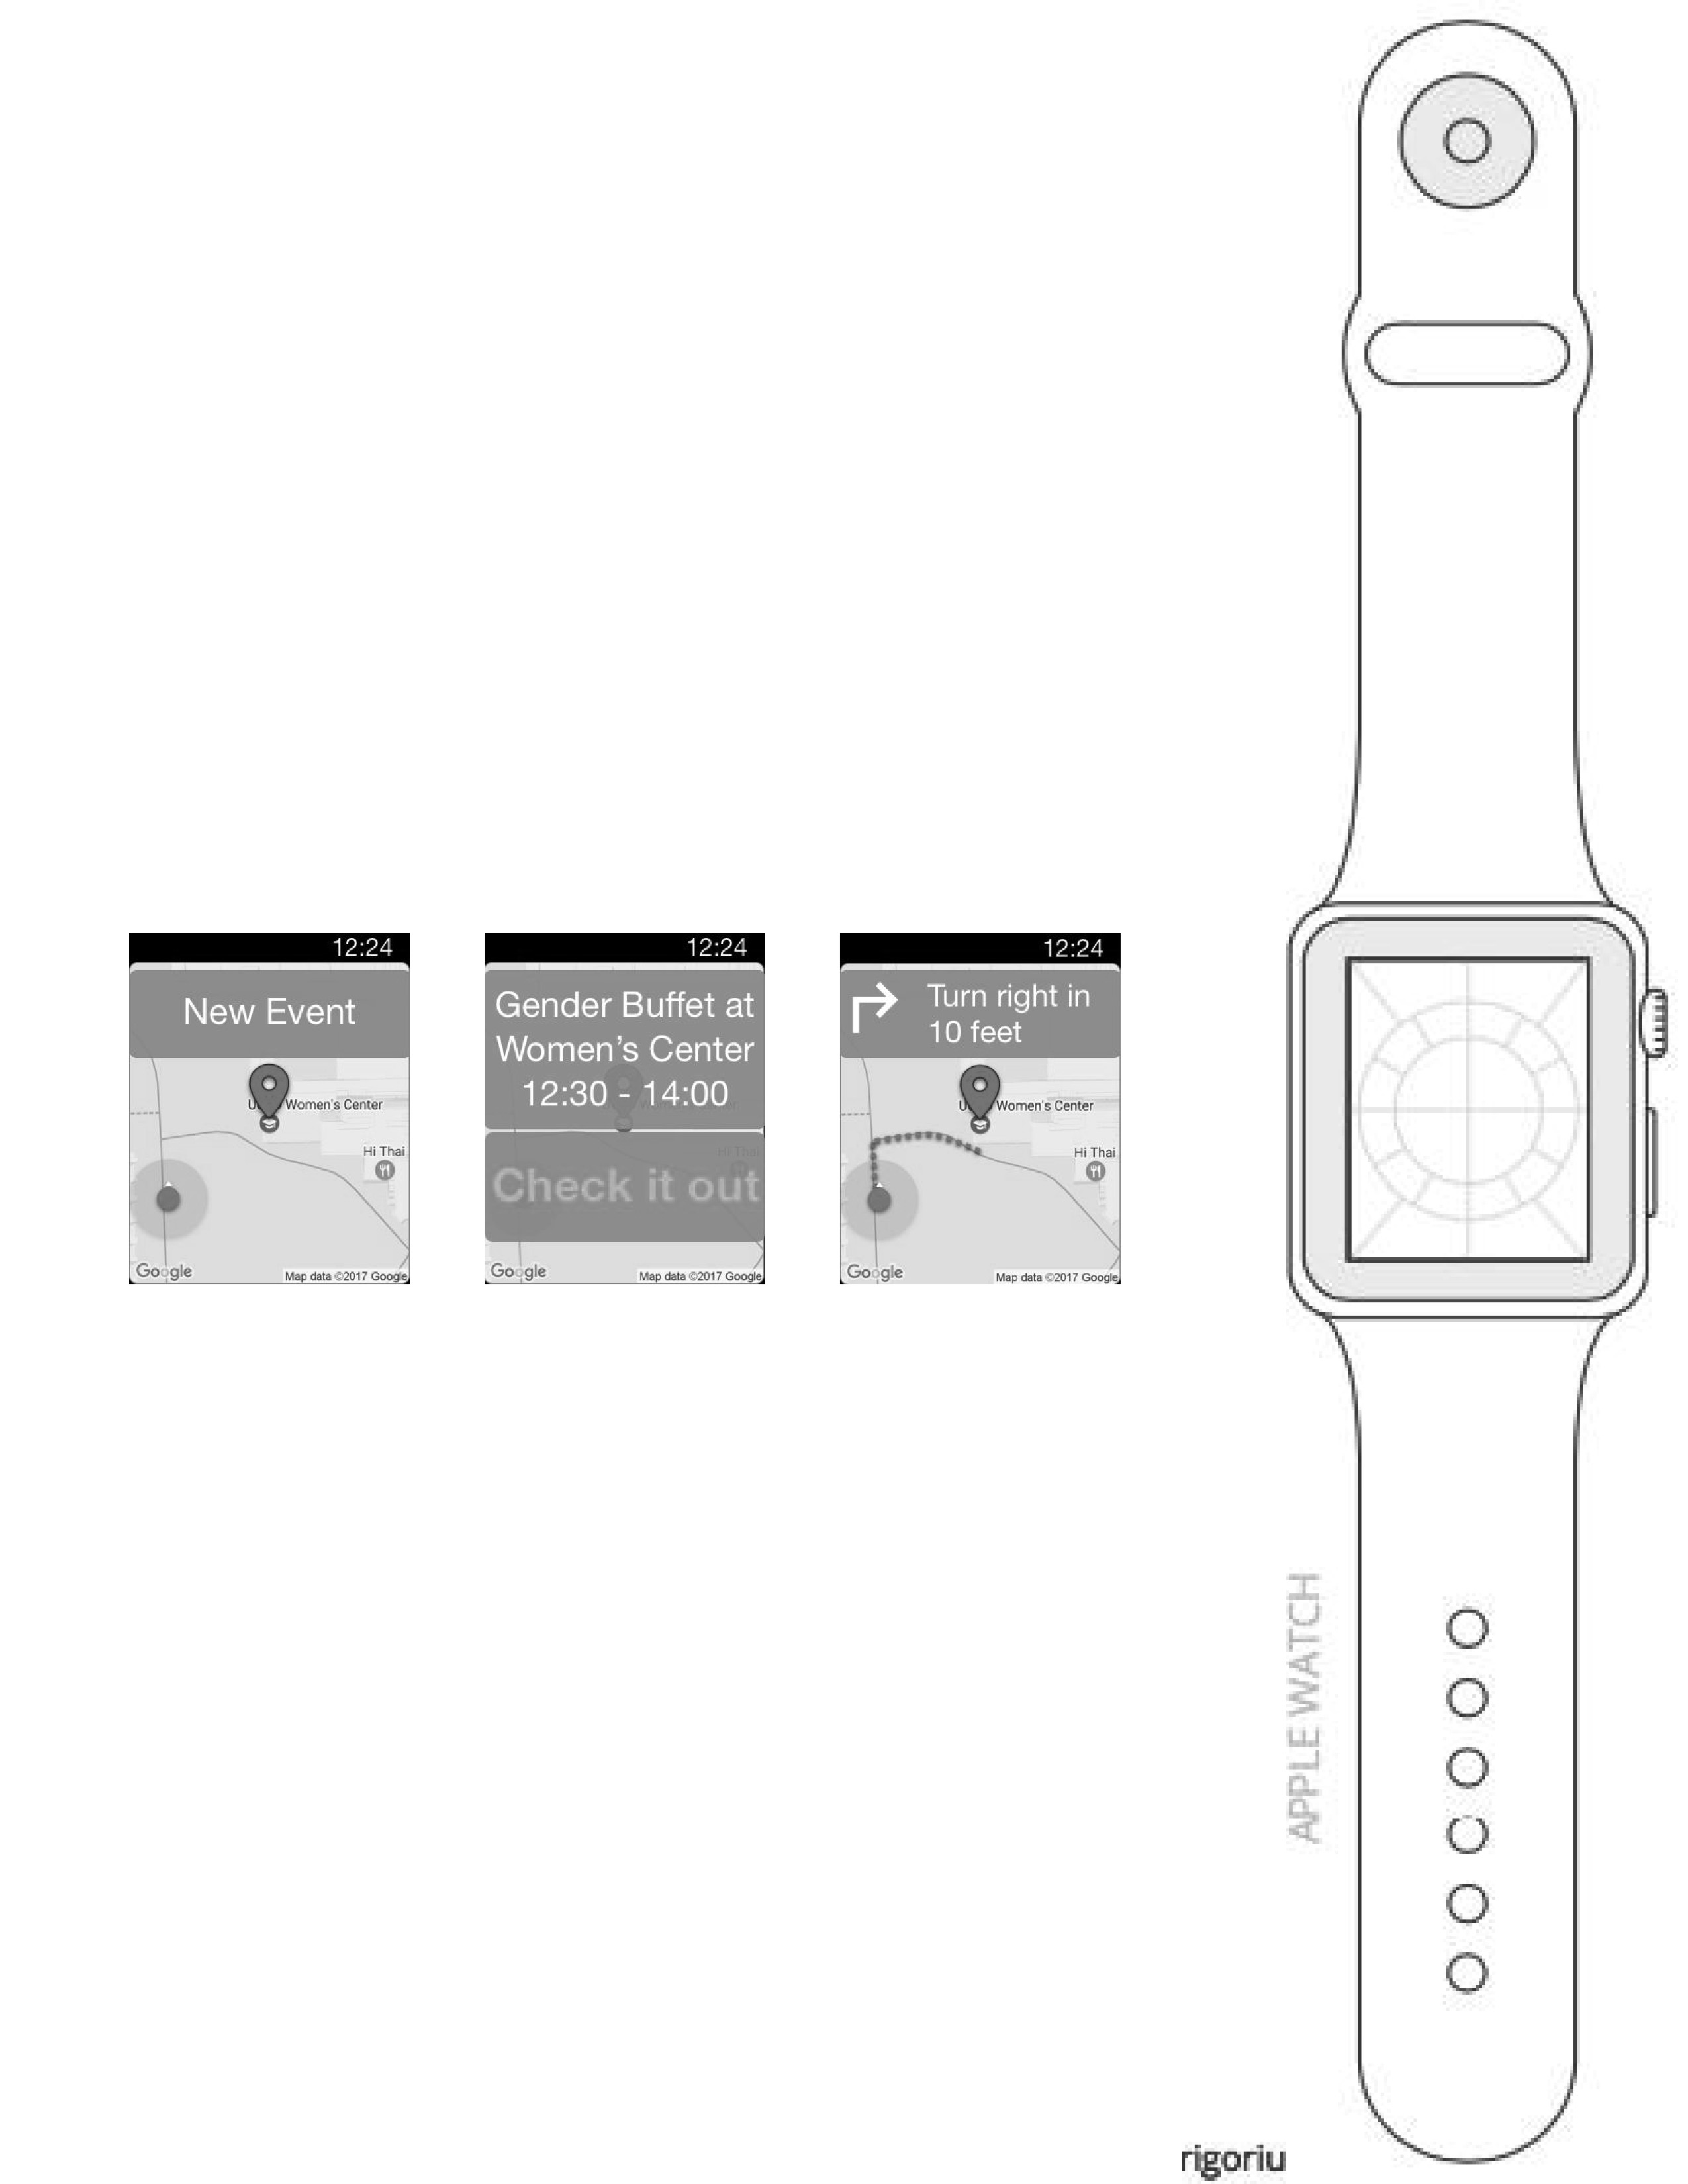 12:24
New Event
Women's Center
Hi Thai
Google
Map data ©2017 Google
12:24
Gender Buffet at
Women's Center
12:30 - 14:00
Hi Thai
Check it out
Google
Map data ©2017 Google
12:24
Turn right in
10 feet
Women's Center
Hi Thai
Google
Map data ©2017 Google
APPLE WATCH
rigoriu